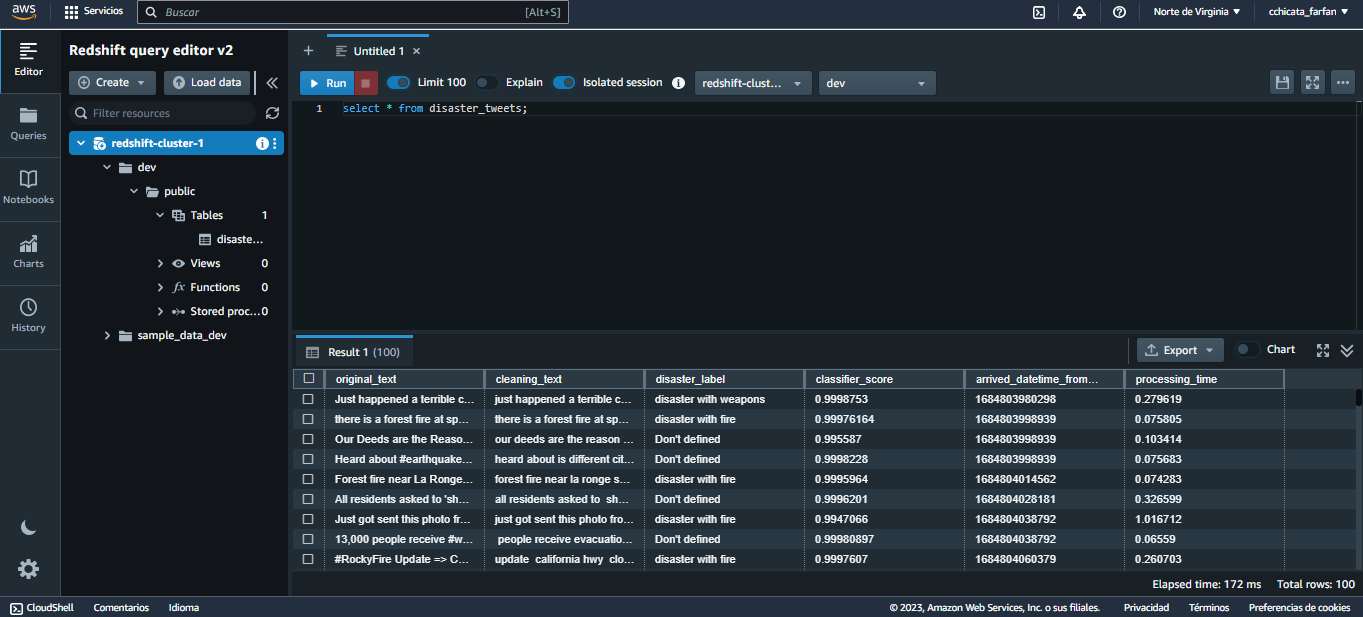 aws Servicios Buscar [Alt+S] Norte de Virginia cchicata_farfan
Editor
Queries
Notebooks
Charts
History
Redshift query editor v2
Create Load data
Filter resources
redshift-cluster-1
dev
public
Tables 1
disaste...
Views 0
fx Functions 0
Stored proc... 0
sample_data_dev
+ Untitled 1 ×
Run Limit 100 Explain Isolated session redshift-clust... dev
1 select * from disaster_tweets;
Result 1 (100) Export Chart
original_text cleaning_text disaster_label classifier_score arrived_datetime_from... processing_time
Just happened a terrible c... just happened a terrible c... disaster with weapons 0.9998753 1684803980298 0.279619
there is a forest fire at sp... there is a forest fire at sp... disaster with fire 0.99976164 1684803998939 0.075805
Our Deeds are the Reaso... our deeds are the reason ... Don't defined 0.995587 1684803998939 0.103414
Heard about #earthquake... heard about is different cit... Don't defined 0.9998228 1684803998939 0.075683
Forest fire near La Ronge... forest fire near la ronge s... disaster with fire 0.9995964 1684804014562 0.074283
All residents asked to 'sh... all residents asked to sh... Don't defined 0.9996201 1684804028181 0.326599
Just got sent this photo fr... just got sent this photo fro... disaster with fire 0.9947066 1684804038792 1.016712
13,000 people receive #w... people receive evacuatio... Don't defined 0.99980897 1684804038792 0.06559
#RockyFire Update => C... update california hwy clo... disaster with fire 0.9997607 1684804060379 0.260703
Elapsed time: 172 ms Total rows: 100
CloudShell Comentarios Idioma © 2023, Amazon Web Services, Inc. o sus filiales. Privacidad Términos Preferencias de cookies